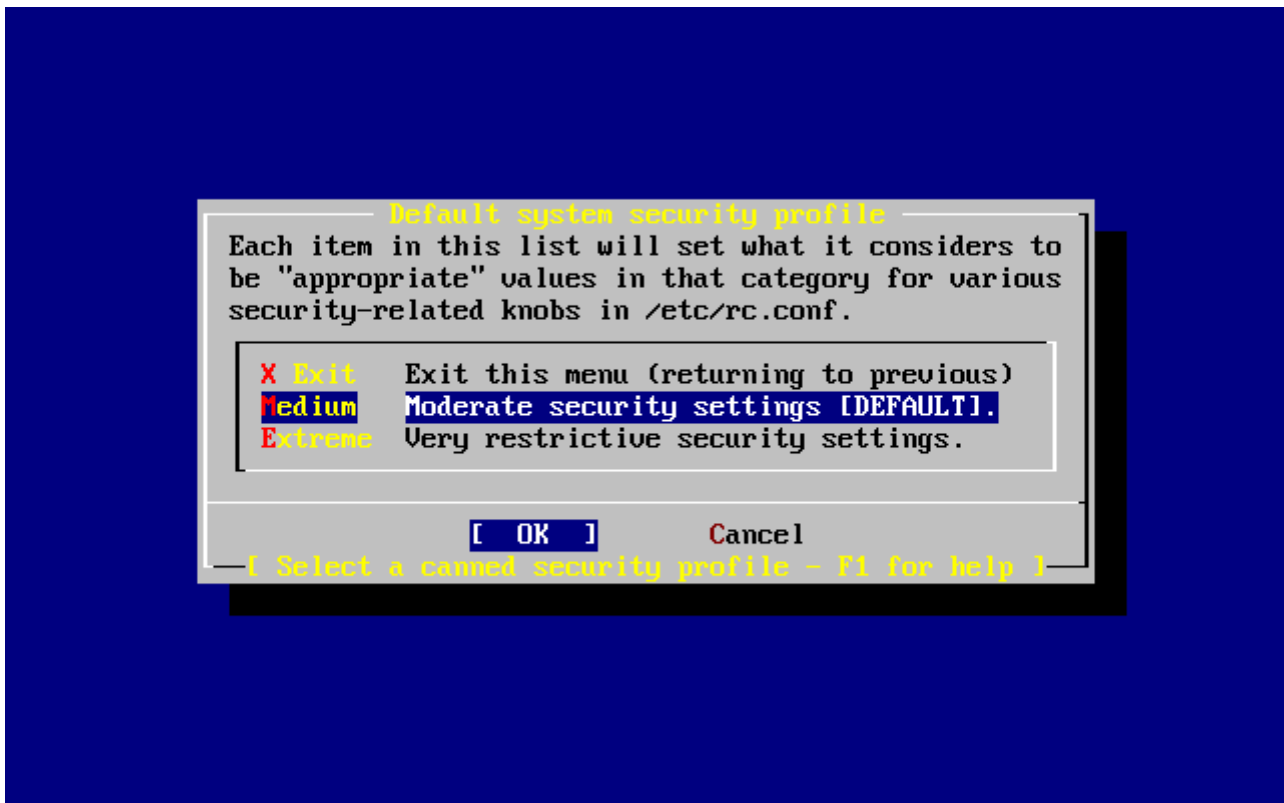 Default system security profile
Each item in this list will set what it considers to
be "appropriate" values in that category for various
security-related knobs in /etc/rc.conf.
X Exit Exit this menu (returning to previous)
Medium Moderate security settings [DEFAULT].
Extreme Very restrictive security settings.
[ OK ] Cancel
[ Select a canned security profile - F1 for help ]